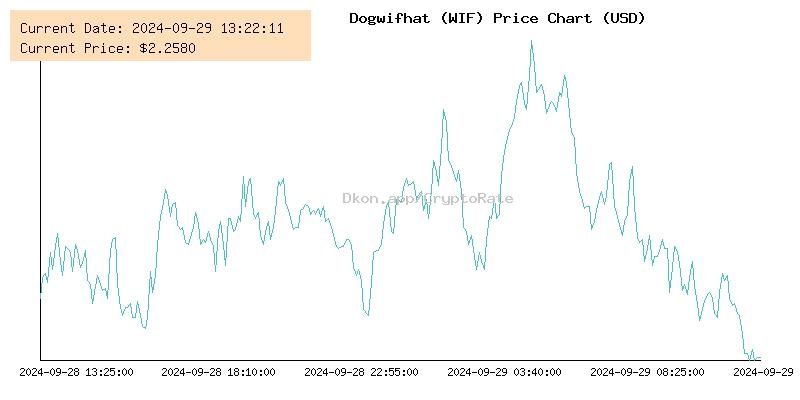 Dogwifhat (WIF) Price Chart (USD)
Current Date: 2024-09-29 13:22:11
Current Price: $2.2580
Dkon.app/CryptoRate
2024-09-28 13:25:00 2024-09-28 18:10:00 2024-09-28 22:55:00 2024-09-29 03:40:00 2024-09-29 08:25:00 2024-09-29